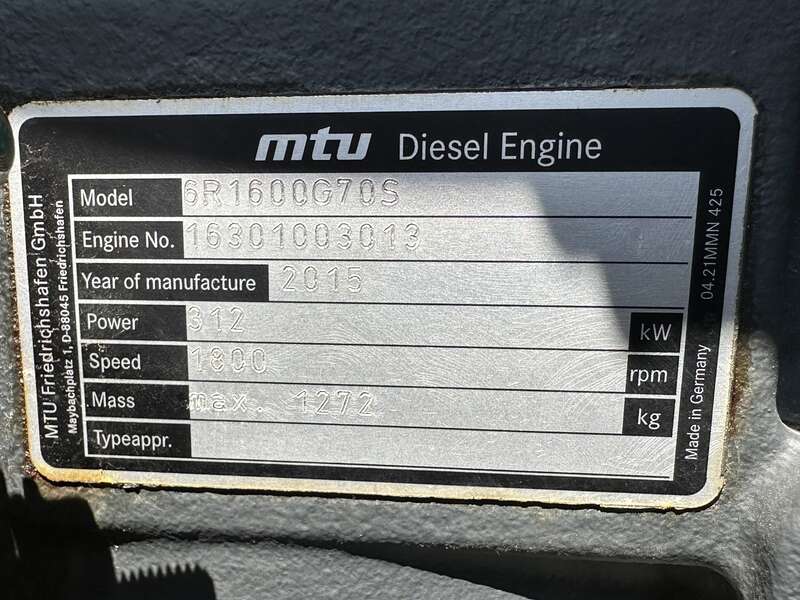 mtu Diesel Engine
Model 6R1600G70S
Engine No. 16301003013
Year of manufacture 2015
Power 312 kW
Speed 1800 rpm
Mass max. 1272 kg
Typeappr.
MTU Friedrichshafen GmbH
Maybachplatz 1, D-88045 Friedrichshafen
Made in Germany 04.21MMN 425